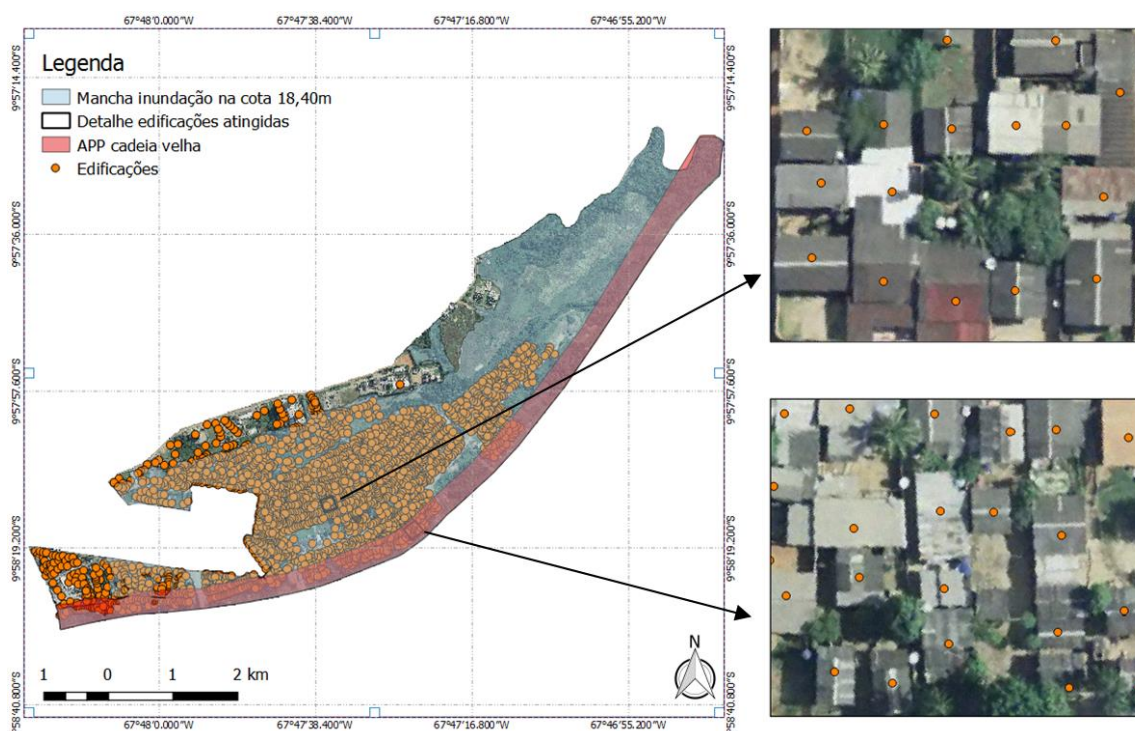 67°48'0.000"W 67°47'38.400"W 67°47'16.800"W 67°46'55.200"W
Legenda
Mancha inundação na cota 18,40m
Detalhe edificações atingidas
APP cadeia velha
Edificações
9°57'14.400"S 9°57'14.400"S
9°57'36.000"S 9°57'36.000"S
9°57'57.600"S 9°57'57.600"S
9°58'19.200"S 9°58'19.200"S
9°58'40.800"S 9°58'40.800"S
N
1 0 1 2 km
67°48'0.000"W 67°47'38.400"W 67°47'16.800"W 67°46'55.200"W